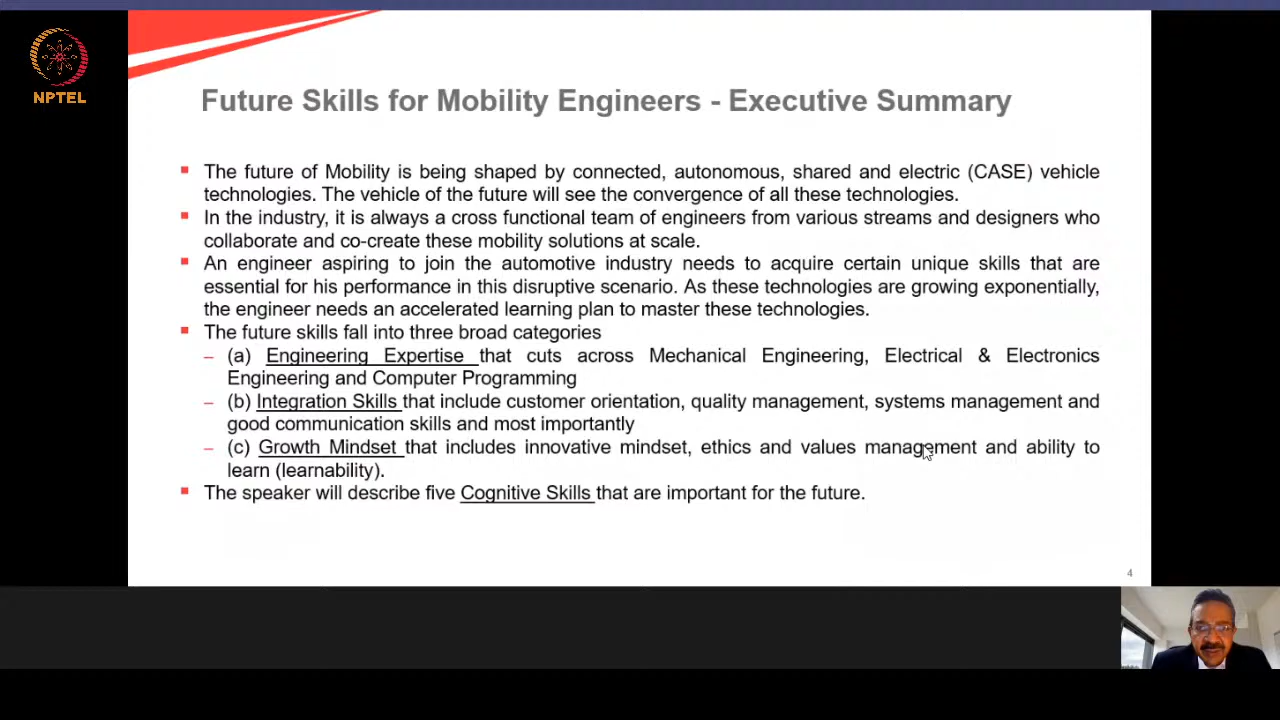 NPTEL
Future Skills for Mobility Engineers - Executive Summary
The future of Mobility is being shaped by connected, autonomous, shared and electric (CASE) vehicle
technologies. The vehicle of the future will see the convergence of all these technologies.
In the industry, it is always a cross functional team of engineers from various streams and designers who
collaborate and co-create these mobility solutions at scale.
An engineer aspiring to join the automotive industry needs to acquire certain unique skills that are
essential for his performance in this disruptive scenario. As these technologies are growing exponentially,
the engineer needs an accelerated learning plan to master these technologies.
The future skills fall into three broad categories
– (a) Engineering Expertise that cuts across Mechanical Engineering, Electrical & Electronics
Engineering and Computer Programming
– (b) Integration Skills that include customer orientation, quality management, systems management and
good communication skills and most importantly
– (c) Growth Mindset that includes innovative mindset, ethics and values management and ability to
learn (learnability).
The speaker will describe five Cognitive Skills that are important for the future.
4